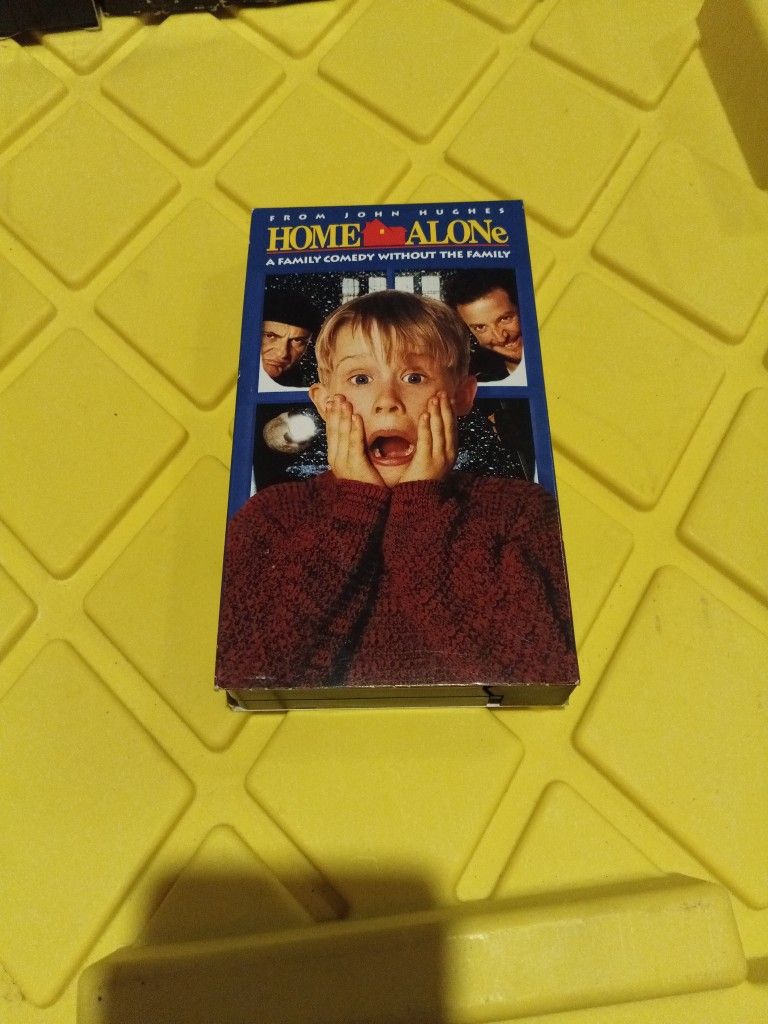 FROM JOHN HUGHES
HOME ALONe
A FAMILY COMEDY WITHOUT THE FAMILY